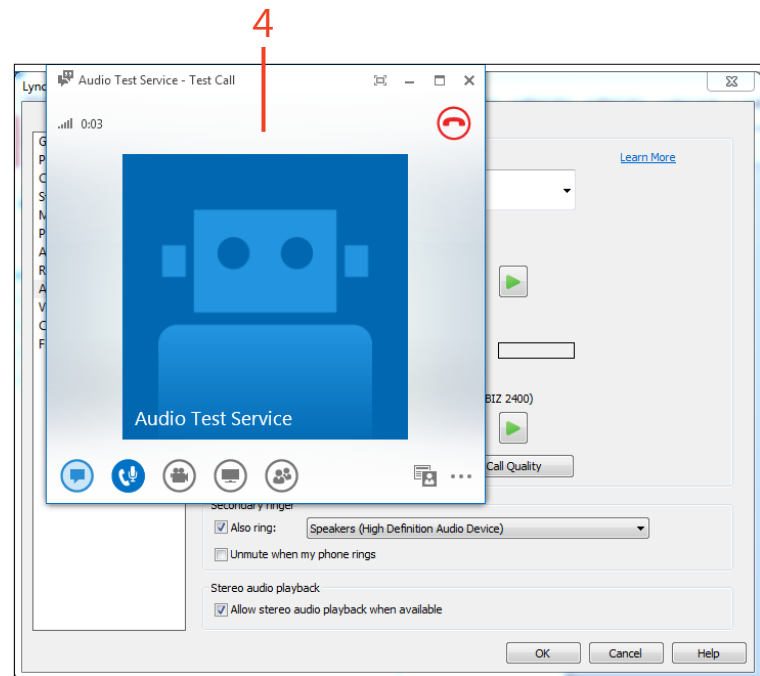 4
Audio Test Service - Test Call
Lync
0:03
G
P
C
S
M
P
A
R
A
V
C
F
Learn More
BIZ 2400)
Audio Test Service
Call Quality
Secondary ringer
Also ring: Speakers (High Definition Audio Device)
Unmute when my phone rings
Stereo audio playback
Allow stereo audio playback when available
OK Cancel Help